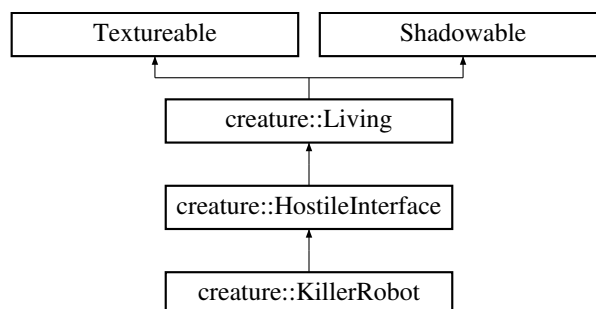 Textureable
Shadowable
creature::Living
creature::HostileInterface
creature::KillerRobot